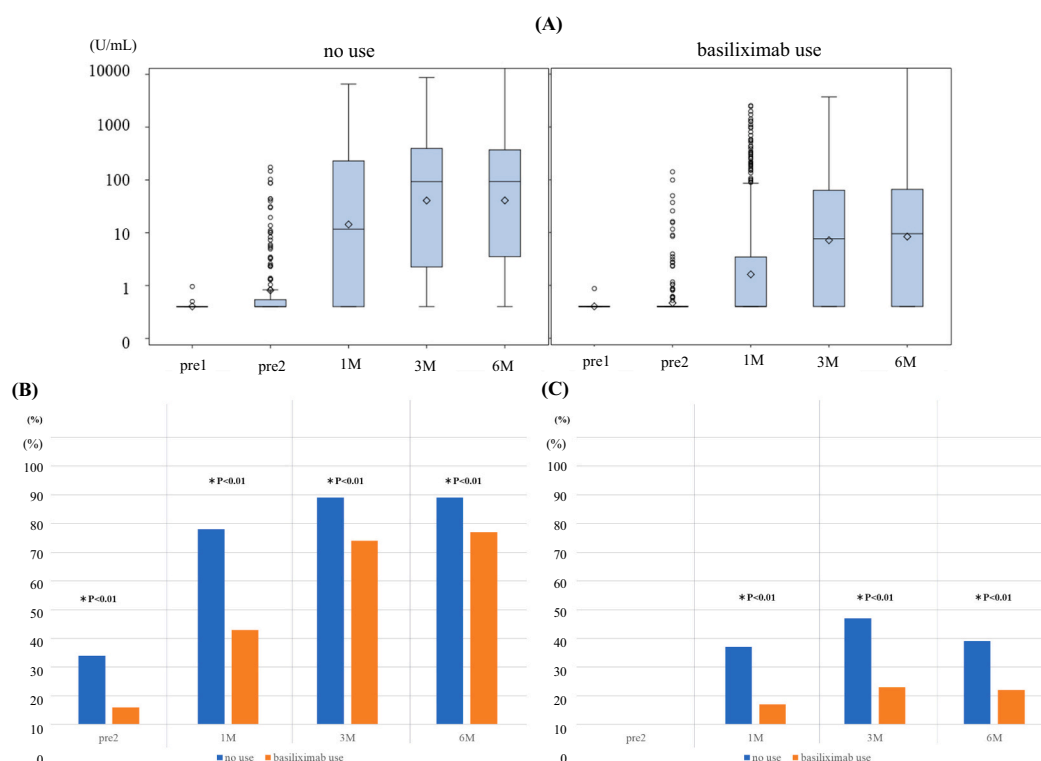 (A)
(U/mL)
no use
basiliximab use
10000
1000
100
10
1
0
pre1 pre2 1M 3M 6M
pre1 pre2 1M 3M 6M
(B)
(%)
(%)
100
90
80
70
60
50
40
30
20
10
0
*P<0.01
*P<0.01
*P<0.01
*P<0.01
pre2 1M 3M 6M
no use basiliximab use
(C)
(%)
(%)
100
90
80
70
60
50
40
30
20
10
0
*P<0.01
*P<0.01
*P<0.01
pre2 1M 3M 6M
no use basiliximab use